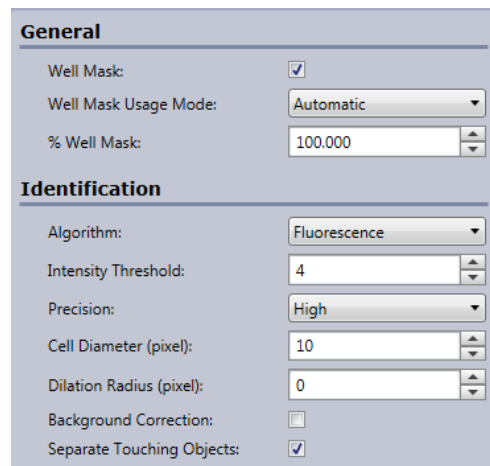 General
Well Mask:
Well Mask Usage Mode: Automatic
% Well Mask: 100.000
Identification
Algorithm: Fluorescence
Intensity Threshold: 4
Precision: High
Cell Diameter (pixel): 10
Dilation Radius (pixel): 0
Background Correction:
Separate Touching Objects: